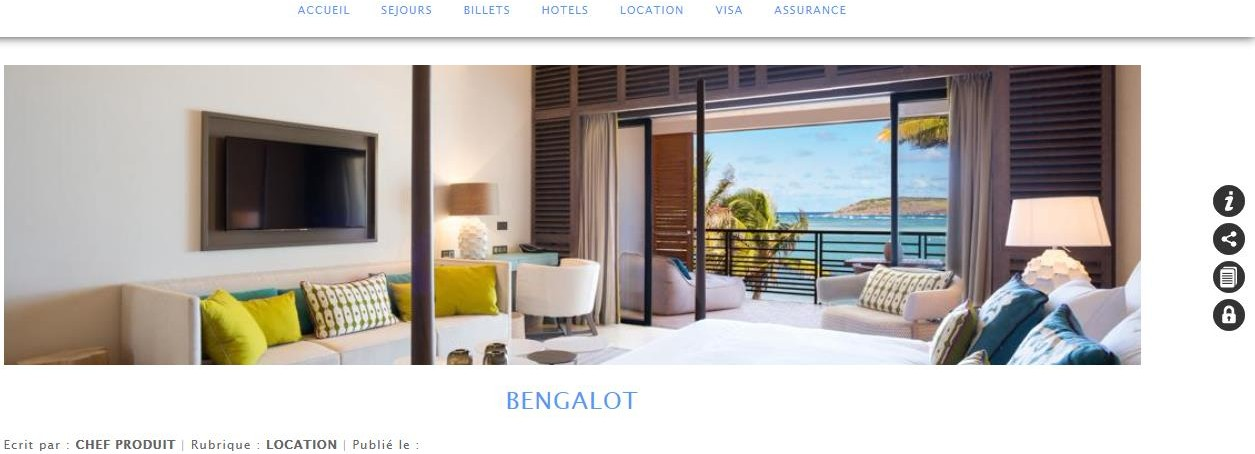 ACCUEIL SEJOURS BILLETS HOTELS LOCATION VISA ASSURANCE
BENGALOT
Ecrit par : CHEF PRODUIT | Rubrique : LOCATION | Publié le :